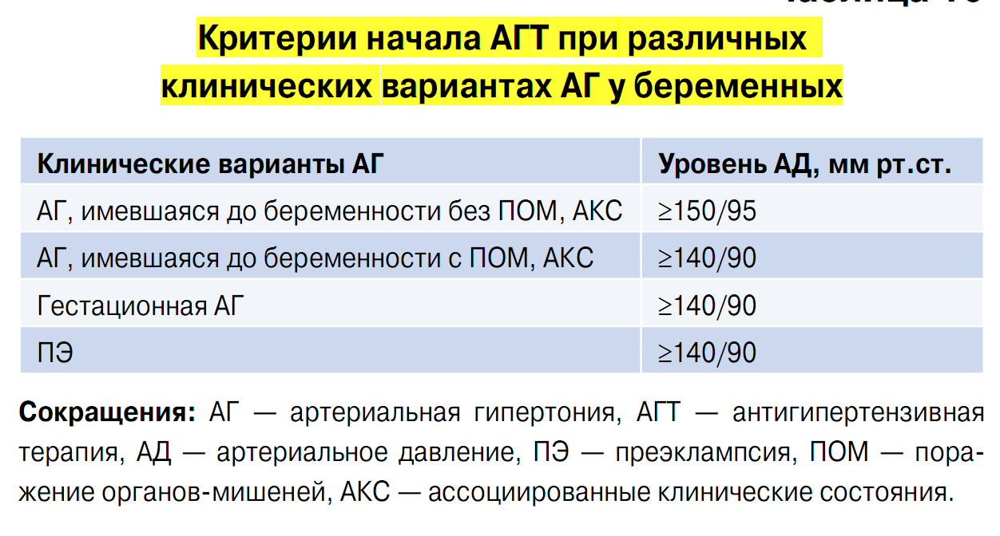 Критерии начала АГТ при различных
клинических вариантах АГ у беременных
Клинические варианты АГ Уровень АД, мм рт.ст.
АГ, имевшаяся до беременности без ПОМ, АКС ≥150/95
АГ, имевшаяся до беременности с ПОМ, АКС ≥140/90
Гестационная АГ ≥140/90
ПЭ ≥140/90
Сокращения: АГ — артериальная гипертония, АГТ — антигипертензивная
терапия, АД — артериальное давление, ПЭ — преэклампсия, ПОМ — пора-
жение органов-мишеней, АКС — ассоциированные клинические состояния.